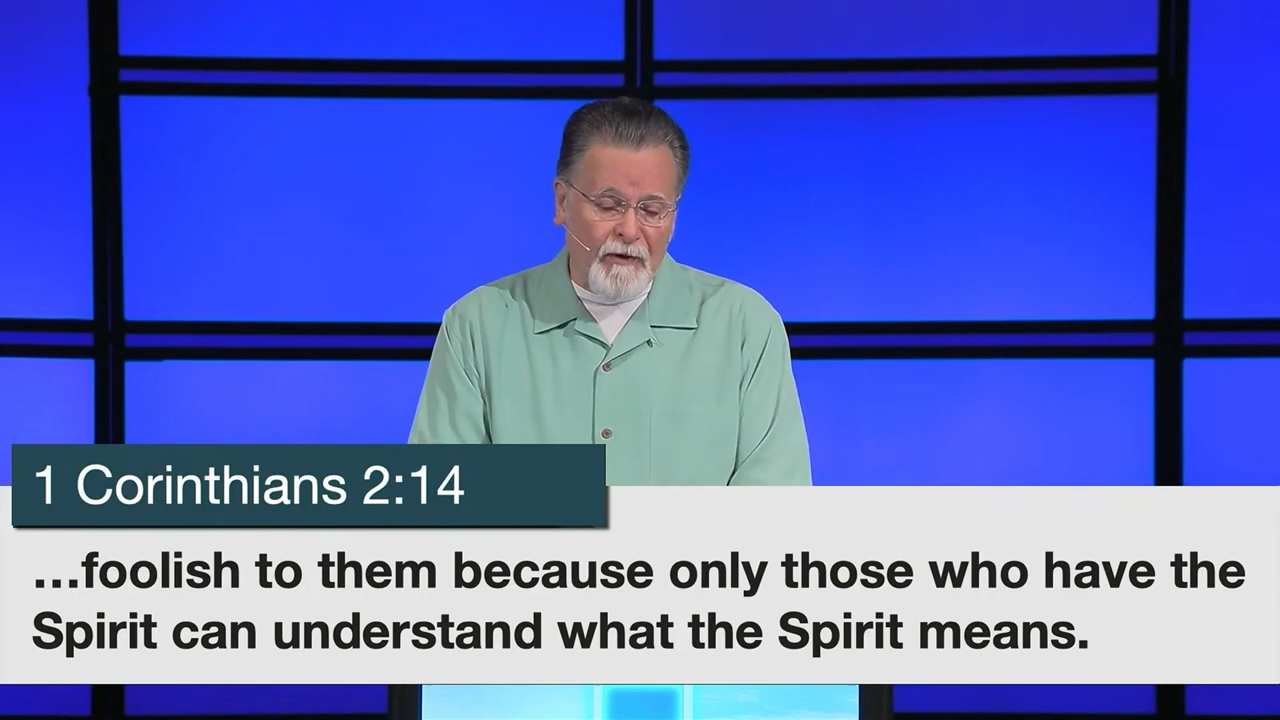 1 Corinthians 2:14
…foolish to them because only those who have the
Spirit can understand what the Spirit means.